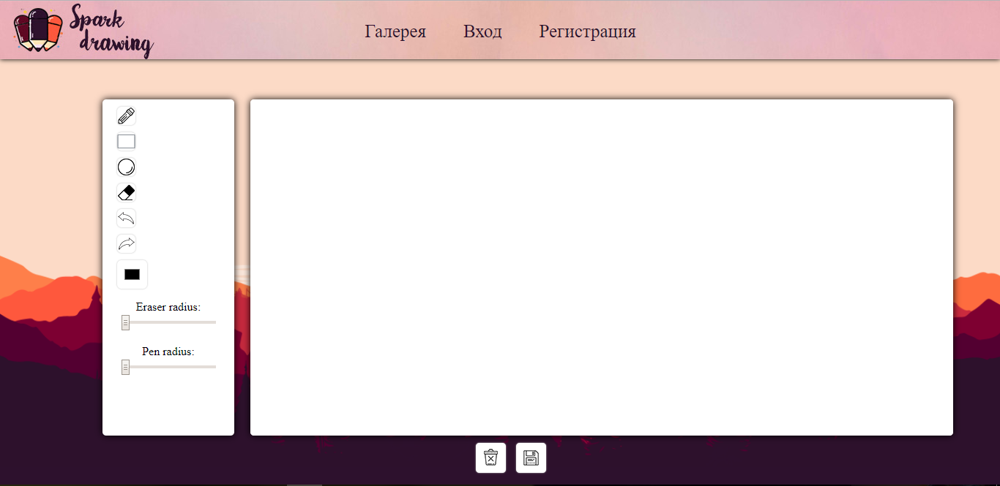 Spark
drawing
Галерея Вход Регистрация
Eraser radius:
Pen radius: